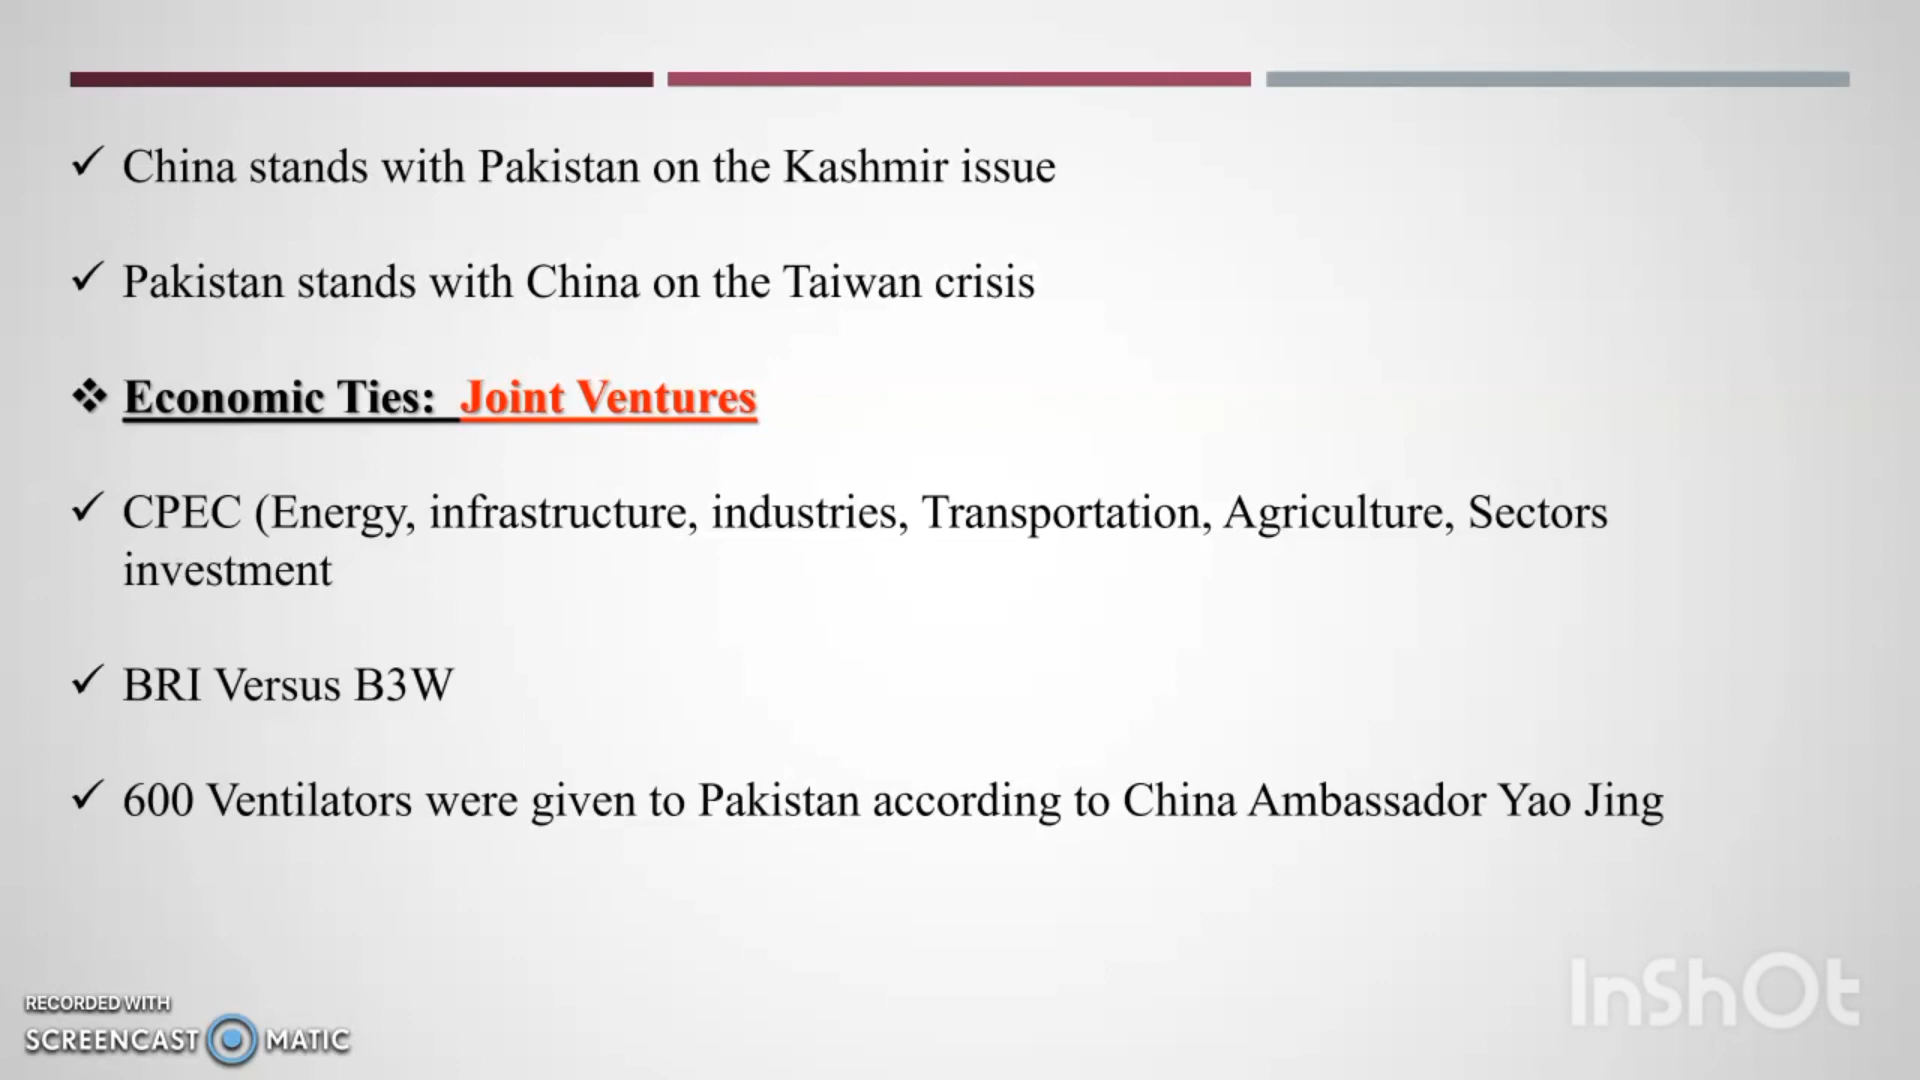 China stands with Pakistan on the Kashmir issue
Pakistan stands with China on the Taiwan crisis
Economic Ties: Joint Ventures
CPEC (Energy, infrastructure, industries, Transportation, Agriculture, Sectors
investment
BRI Versus B3W
600 Ventilators were given to Pakistan according to China Ambassador Yao Jing
InShOt
RECORDED WITH
SCREENCAST MATIC